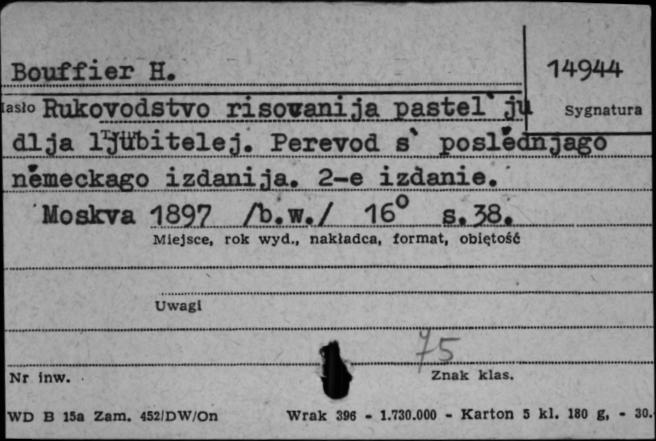 Bouffier H.
14944
Hasło Rukovodstvo risovanija pastel`ju
Sygnatura
dlja ljubitelej. Perevod s` poslědnjago
německago izdanija. 2-e izdanie.
Moskva 1897 /b.w./ 16° s.38.
Miejsce, rok wyd., nakładca, format, obiętość
Uwagi
75
Nr inw.
Znak klas.
WD B 15a Zam. 452/DW/On Wrak 396 - 1.730.000 - Karton 5 kl. 180 g, - 30.